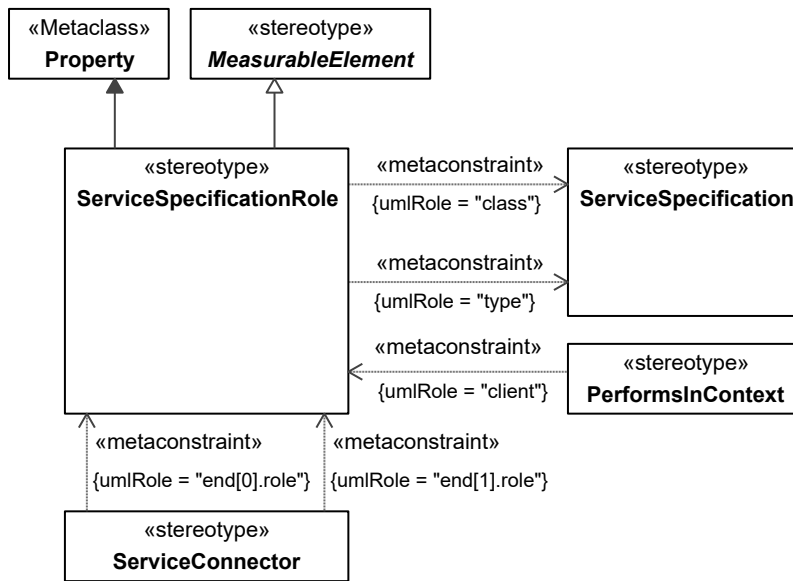 «Metaclass»
Property
«stereotype»
MeasurableElement
«stereotype»
ServiceSpecificationRole
«metaconstraint»
{umlRole = "class"}
«stereotype»
ServiceSpecification
«metaconstraint»
{umlRole = "type"}
«metaconstraint»
{umlRole = "client"}
«stereotype»
PerformsInContext
«metaconstraint»
{umlRole = "end[0].role"}
«metaconstraint»
{umlRole = "end[1].role"}
«stereotype»
ServiceConnector